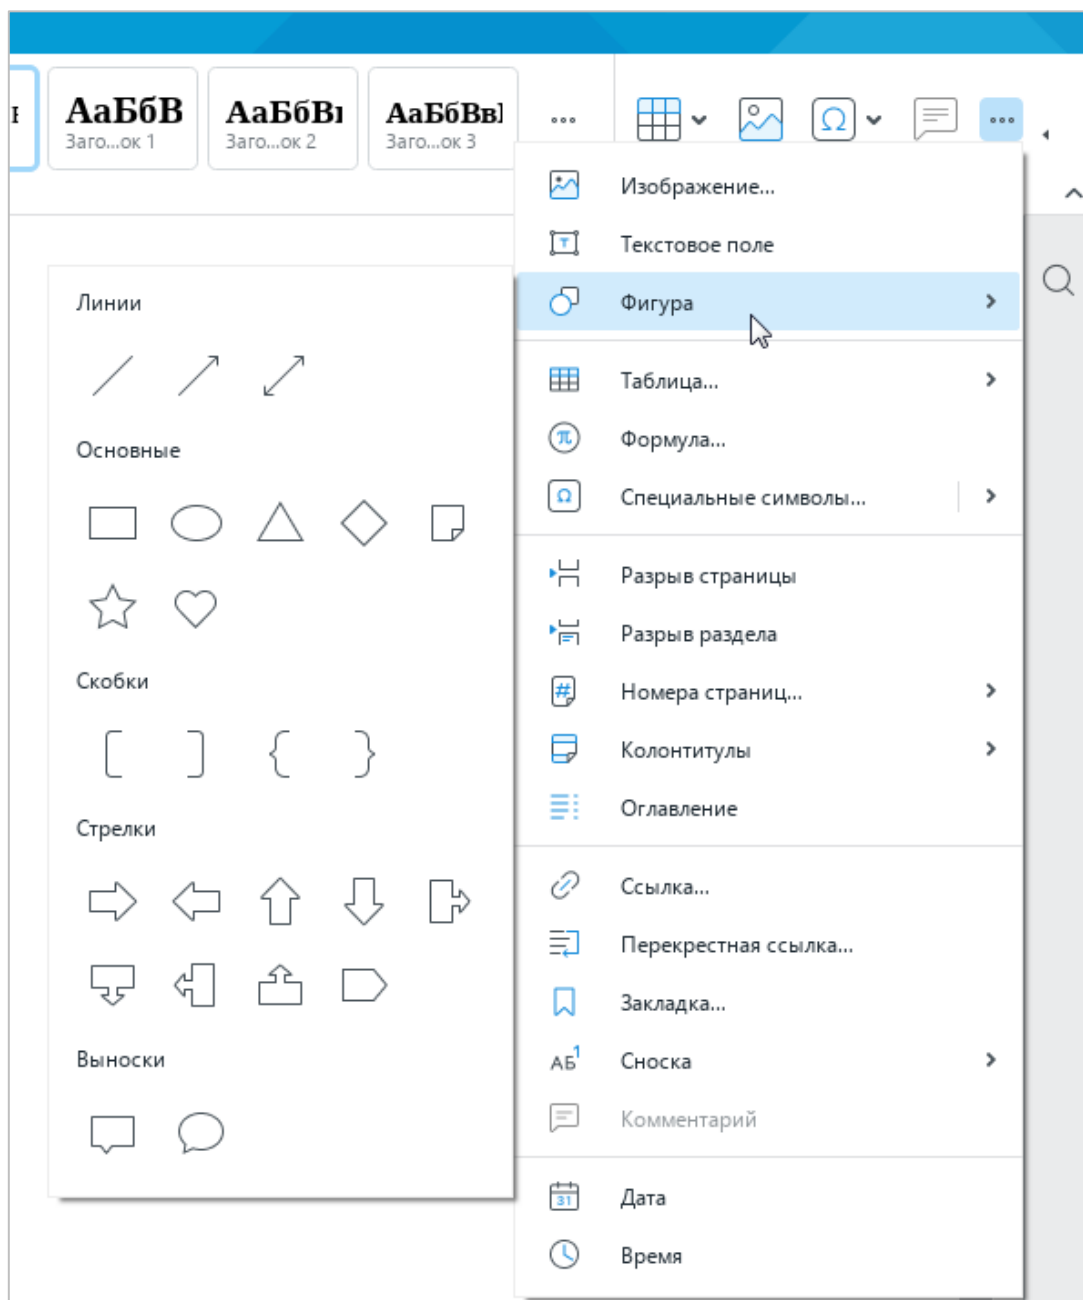 АаБбВ
Заго...ок 1
АаБбВı
Заго...ок 2
АаБбВвІ
Заго...ок 3
Изображение...
Текстовое поле
Фигура
Таблица...
Формула...
Специальные символы...
Разрыв страницы
Разрыв раздела
Номера страниц...
Колонтитулы
Оглавление
Ссылка...
Перекрестная ссылка...
Закладка...
АБ1
Сноска
Комментарий
31
Дата
Время
Линии
Основные
Скобки
Стрелки
Выноски